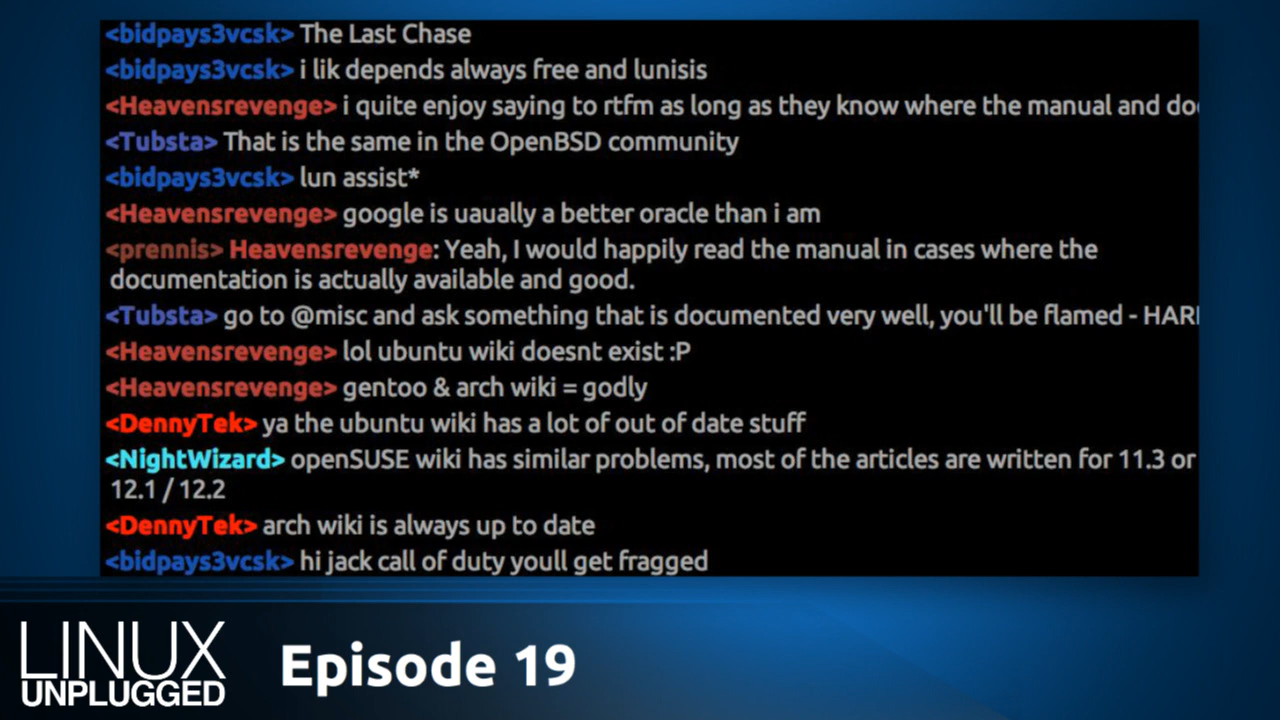 <bidpays3vcsk> The Last Chase
<bidpays3vcsk> i lik depends always free and lunisis
<Heavensrevenge> i quite enjoy saying to rtfm as long as they know where the manual and do
<Tubsta> That is the same in the OpenBSD community
<bidpays3vcsk> lun assist*
<Heavensrevenge> google is uaually a better oracle than i am
<prennis> Heavensrevenge: Yeah, I would happily read the manual in cases where the
documentation is actually available and good.
<Tubsta> go to @misc and ask something that is documented very well, you'll be flamed - HAR
<Heavensrevenge> lol ubuntu wiki doesnt exist :P
<Heavensrevenge> gentoo & arch wiki = godly
<DennyTek> ya the ubuntu wiki has a lot of out of date stuff
<NightWizard> openSUSE wiki has similar problems, most of the articles are written for 11.3 or
12.1 / 12.2
<DennyTek> arch wiki is always up to date
<bidpays3vcsk> hi jack call of duty youll get fragged
LINUX
UNPLUGGED
Episode 19